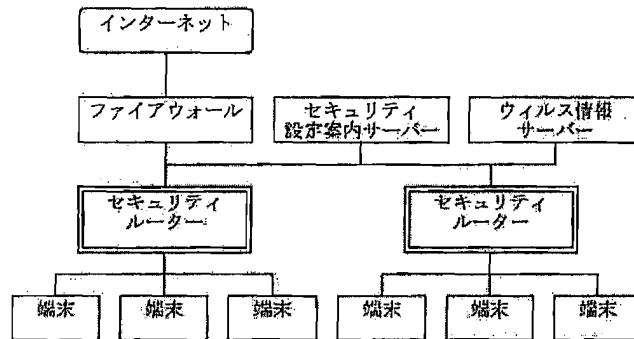 インターネット
ファイアウォール
セキュリティ
設定案内サーバー
ウィルス情報
サーバー
セキュリティ
ルーター
セキュリティ
ルーター
端末
端末
端末
端末
端末
端末